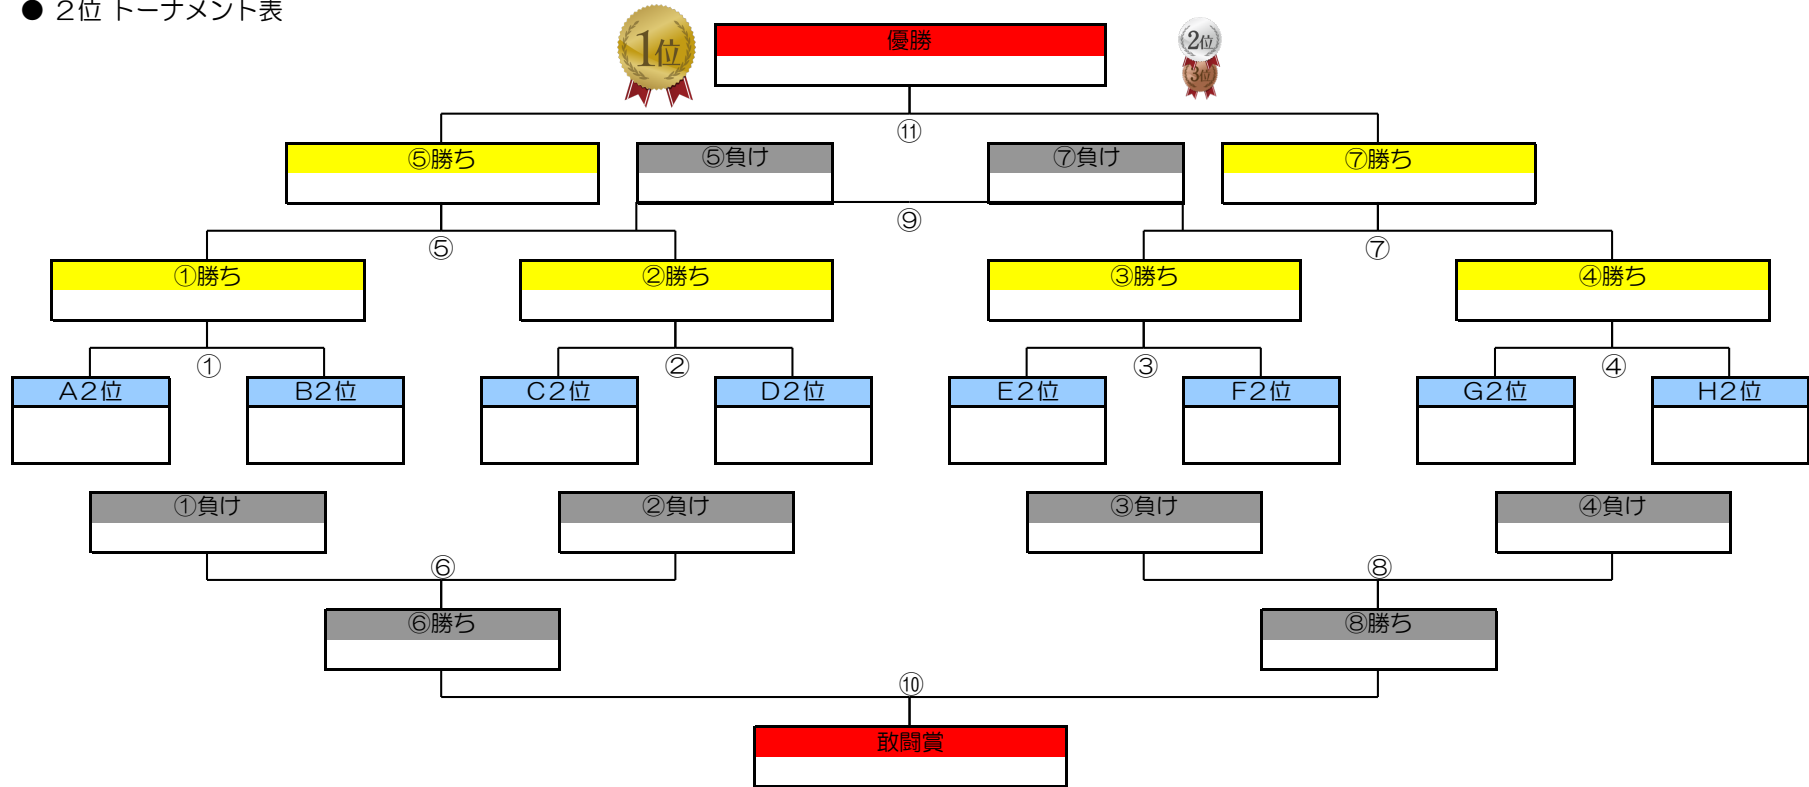 ● ２位 トーナメント表
1位
優勝
2位
3位
⑪
⑤勝ち
⑤負け
⑦負け
⑦勝ち
⑨
⑤
⑦
①勝ち
②勝ち
③勝ち
④勝ち
①
②
③
④
Ａ２位
Ｂ２位
Ｃ２位
Ｄ２位
Ｅ２位
Ｆ２位
Ｇ２位
Ｈ２位
①負け
②負け
③負け
④負け
⑥
⑧
⑥勝ち
⑧勝ち
⑩
敢闘賞